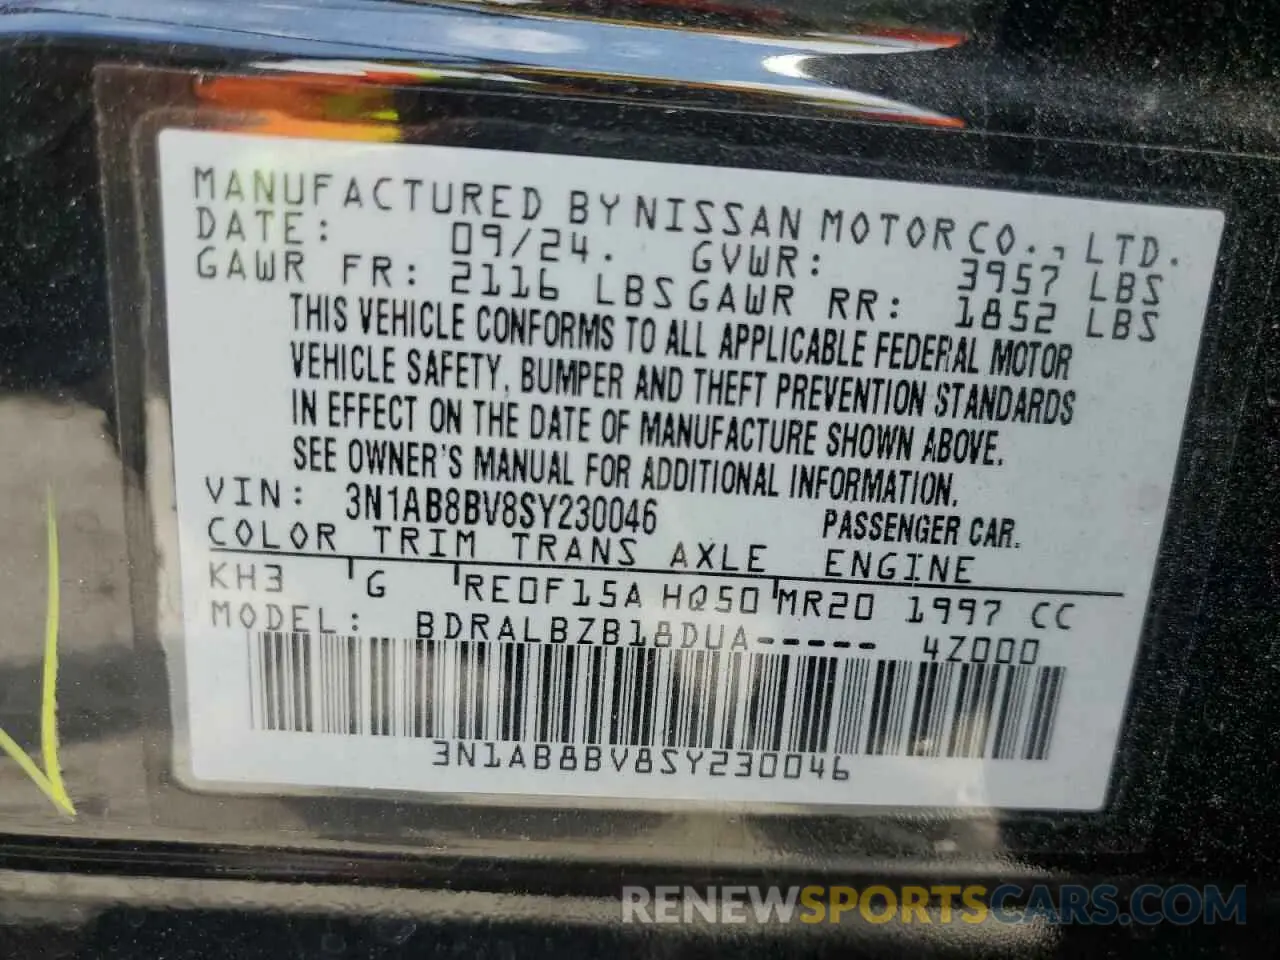 MANUFACTURED BY NISSAN MOTOR CO., LTD.
DATE: 09/24. GVWR: 3957 LBS
GAWR FR: 2116 LBS GAWR RR: 1852 LBS
THIS VEHICLE CONFORMS TO ALL APPLICABLE FEDERAL MOTOR
VEHICLE SAFETY, BUMPER AND THEFT PREVENTION STANDARDS
IN EFFECT ON THE DATE OF MANUFACTURE SHOWN ABOVE.
SEE OWNER'S MANUAL FOR ADDITIONAL INFORMATION.
VIN: 3N1AB8BV8SY230046 PASSENGER CAR.
COLOR TRIM TRANS AXLE ENGINE
KH3 G RE0F15A HQ50 MR20 1997 CC
MODEL: BDRALBZB18DUA----- 4Z000
3N1AB8BV8SY230046
RENEWSPORTSCARS.COM